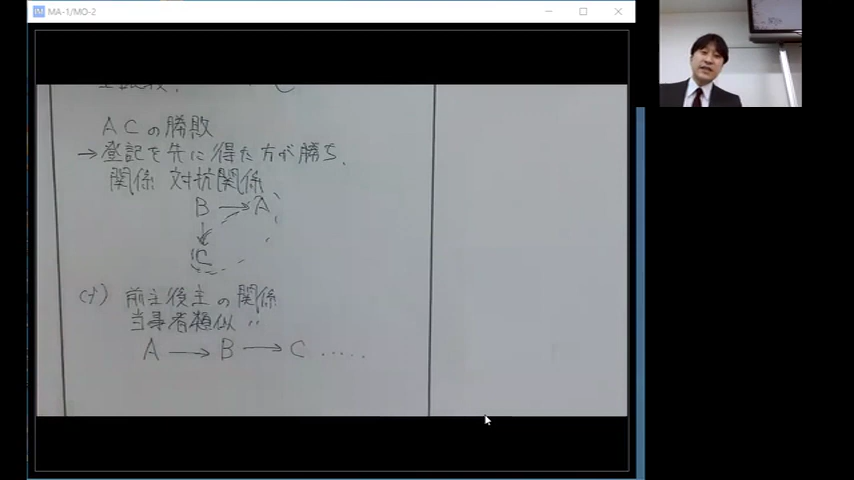 MA-1/MO-2
C
ACの勝敗
→登記を先に得た方が勝ち、
関係 対抗関係
B → A
C
(f) 前主後主の関係
当事者類似 〃
A → B → C ‥‥‥